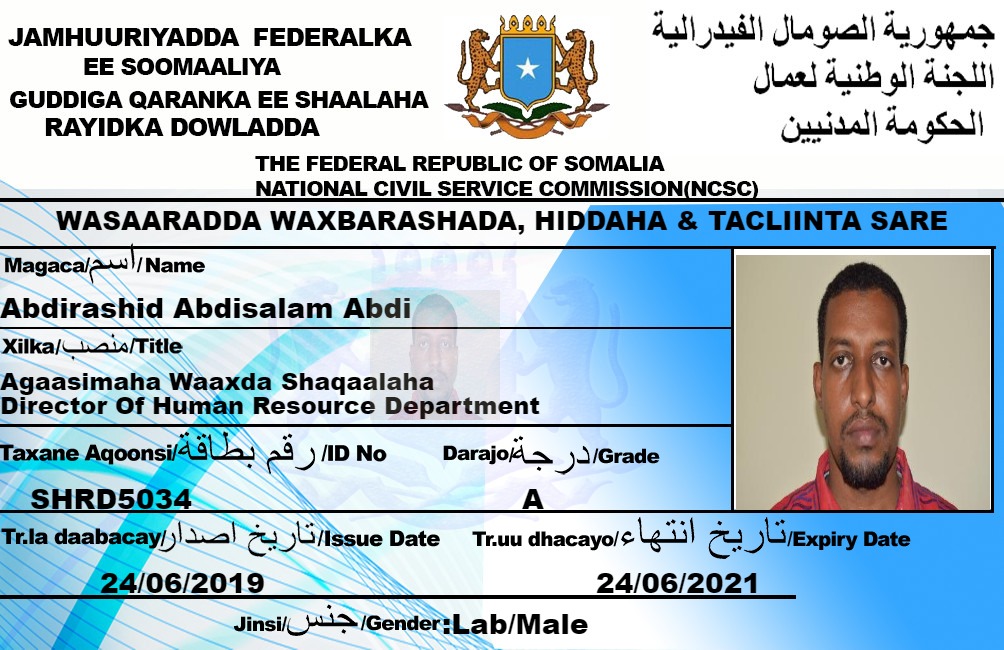 JAMHUURIYADDA FEDERALKA
EE SOOMAALIYA
GUDDIGA QARANKA EE SHAALAHA
RAYIDKA DOWLADDA
جمهورية الصومال الفيدرالية
اللجنة الوطنية لعمال
الحكومة المدنيين
THE FEDERAL REPUBLIC OF SOMALIA
NATIONAL CIVIL SERVICE COMMISSION(NCSC)
WASAARADDA WAXBARASHADA, HIDDAHA & TACLIINTA SARE
Magaca/اسم/Name
Abdirashid Abdisalam Abdi
Xilka/منصب/Title
Agaasimaha Waaxda Shaqaalaha
Director Of Human Resource Department
Taxane Aqoonsi/رقم بطاقة/ID No
Darajo/درجة/Grade
SHRD5034
A
Tr.la daabacay/تاريخ اصدار/Issue Date
Tr.uu dhacayo/تاريخ انتهاء/Expiry Date
24/06/2019
24/06/2021
Jinsi/جنس/Gender:Lab/Male